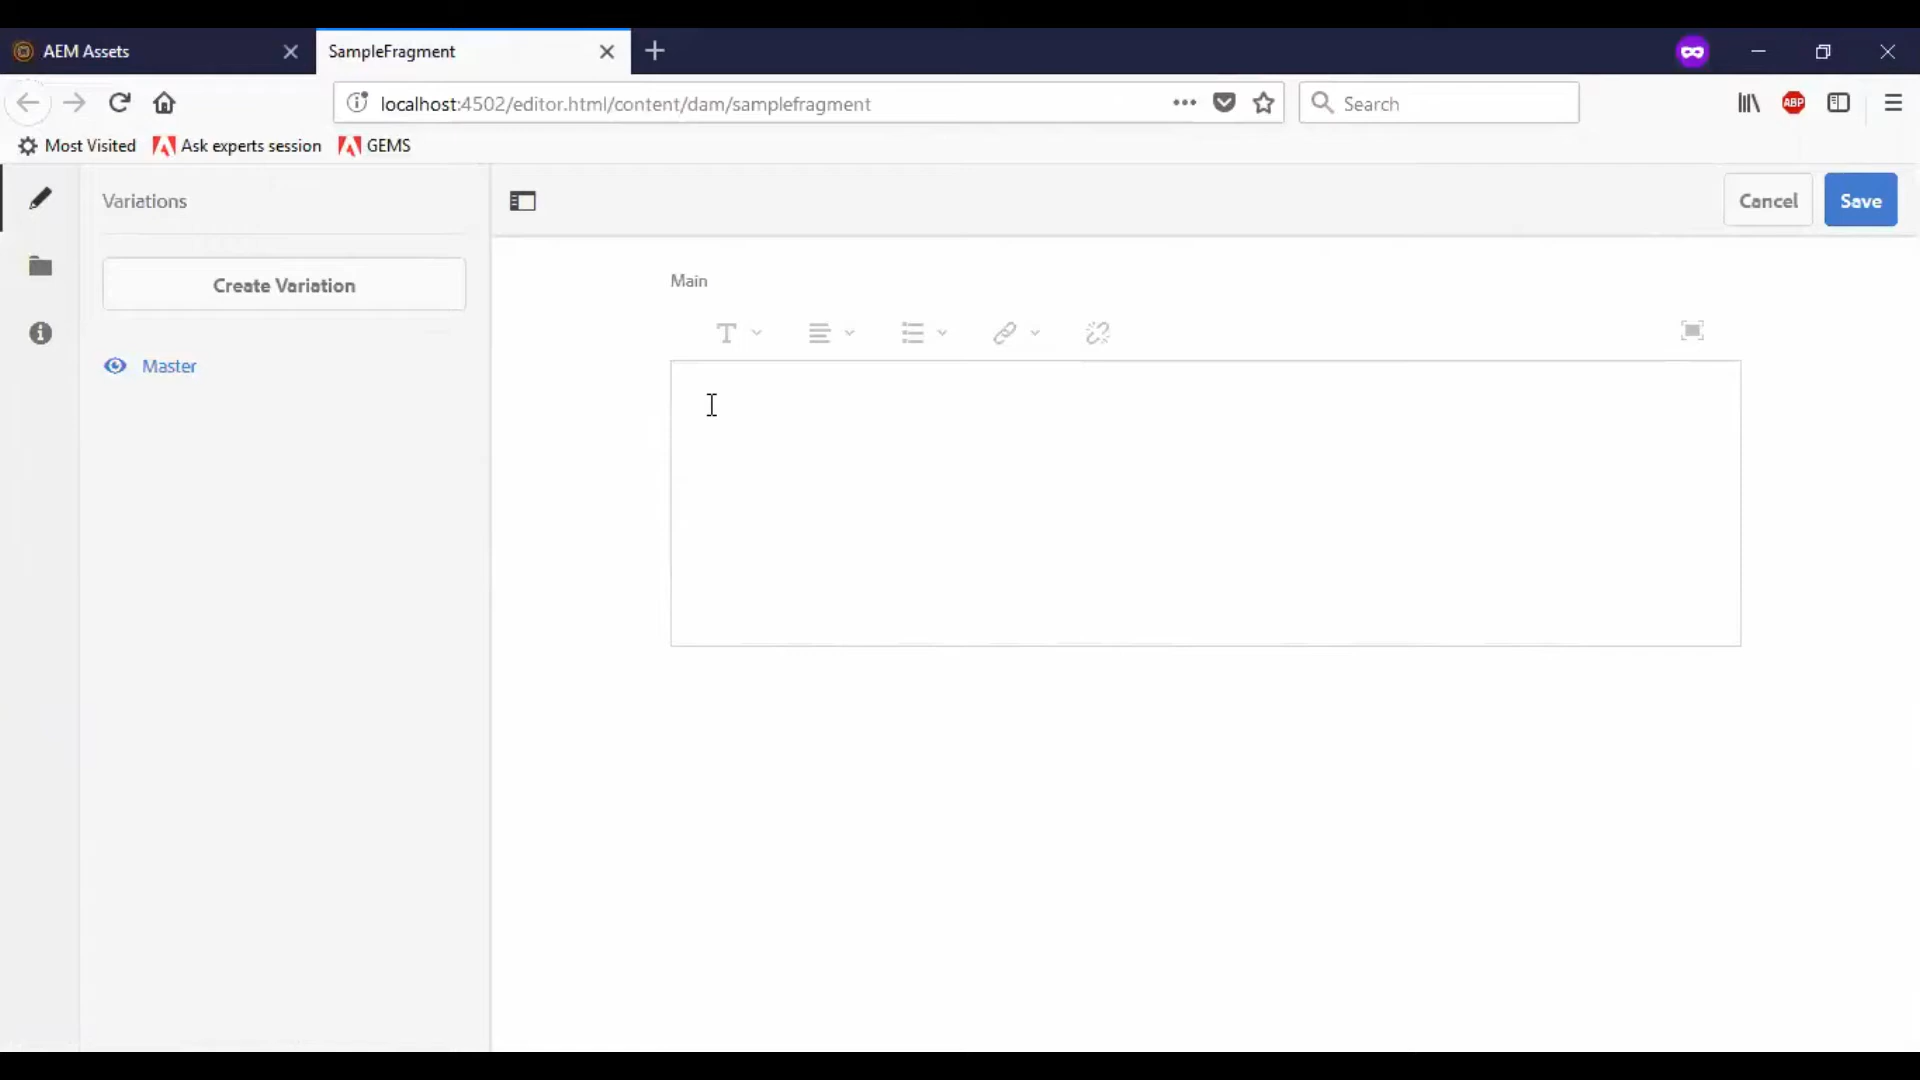 AEM Assets
SampleFragment
localhost:4502/editor.html/content/dam/samplefragment
Search
ABP
Most Visited
Ask experts session
GEMS
Variations
Cancel
Save
Create Variation
Main
Master